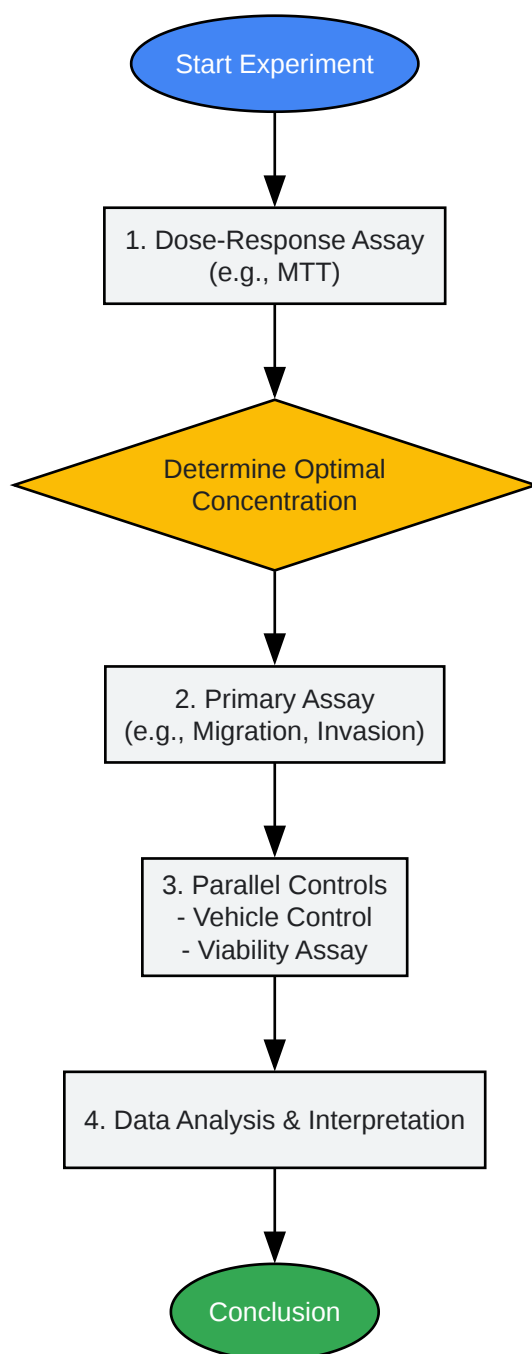 Start Experiment
1. Dose-Response Assay
(e.g., MTT)
Determine Optimal
Concentration
2. Primary Assay
(e.g., Migration, Invasion)
3. Parallel Controls
- Vehicle Control
- Viability Assay
4. Data Analysis & Interpretation
Conclusion